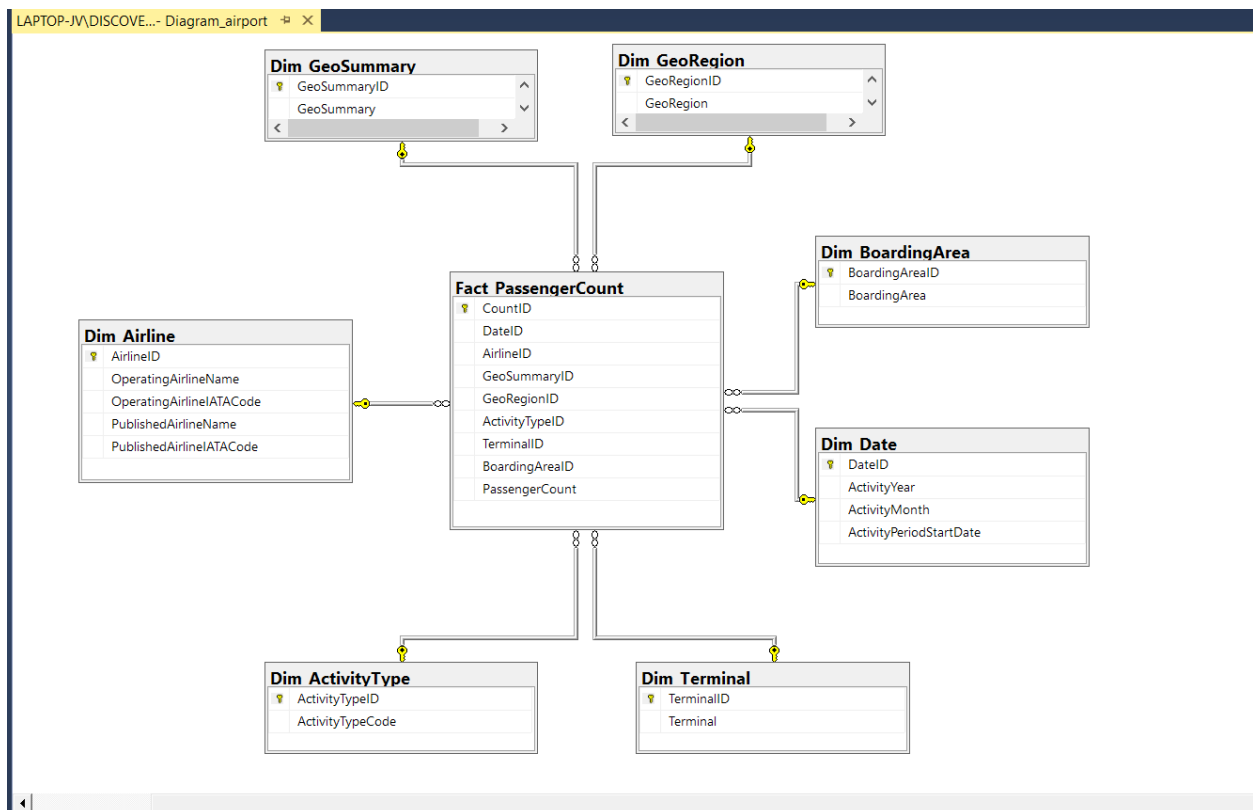 LAPTOP-JV\DISCOVE...- Diagram_airport
Dim_GeoSummary
GeoSummaryID
GeoSummary
Dim_GeoRegion
GeoRegionID
GeoRegion
Dim_BoardingArea
BoardingAreaID
BoardingArea
Fact_PassengerCount
CountID
DateID
AirlineID
GeoSummaryID
GeoRegionID
ActivityTypeID
TerminalID
BoardingAreaID
PassengerCount
Dim_Airline
AirlineID
OperatingAirlineName
OperatingAirlineIATACode
PublishedAirlineName
PublishedAirlineIATACode
Dim_Date
DateID
ActivityYear
ActivityMonth
ActivityPeriodStartDate
Dim_ActivityType
ActivityTypeID
ActivityTypeCode
Dim_Terminal
TerminalID
Terminal